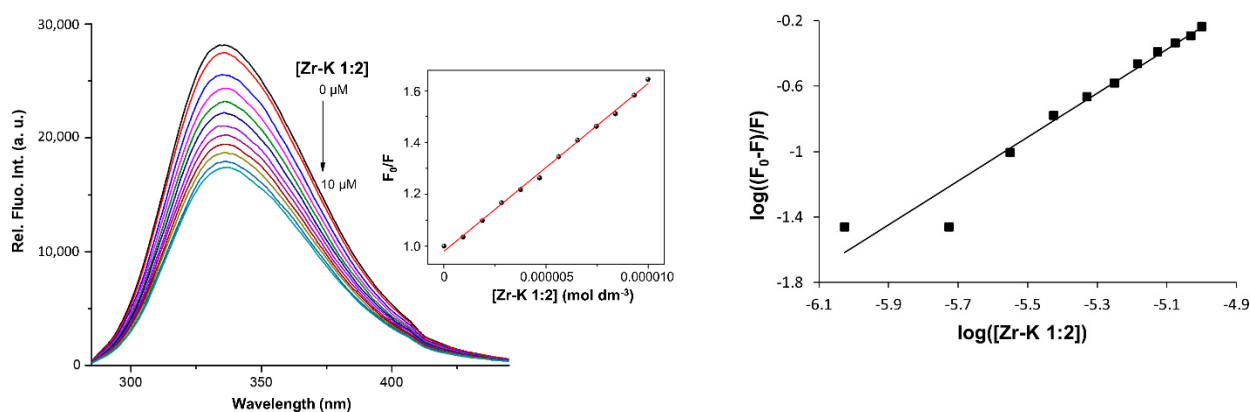 30,000
20,000
10,000
0
Rel. Fluo. Int. (a. u.)
300
350
400
Wavelength (nm)
[Zr-K 1:2]
0 µM
10 µM
1.6
1.4
1.2
1.0
F₀/F
0
0.000005
0.000010
[Zr-K 1:2] (mol dm⁻³)
-0.2
-0.6
-1
-1.4
-1.8
log((F₀-F)/F)
-6.1
-5.9
-5.7
-5.5
-5.3
-5.1
-4.9
log([Zr-K 1:2])